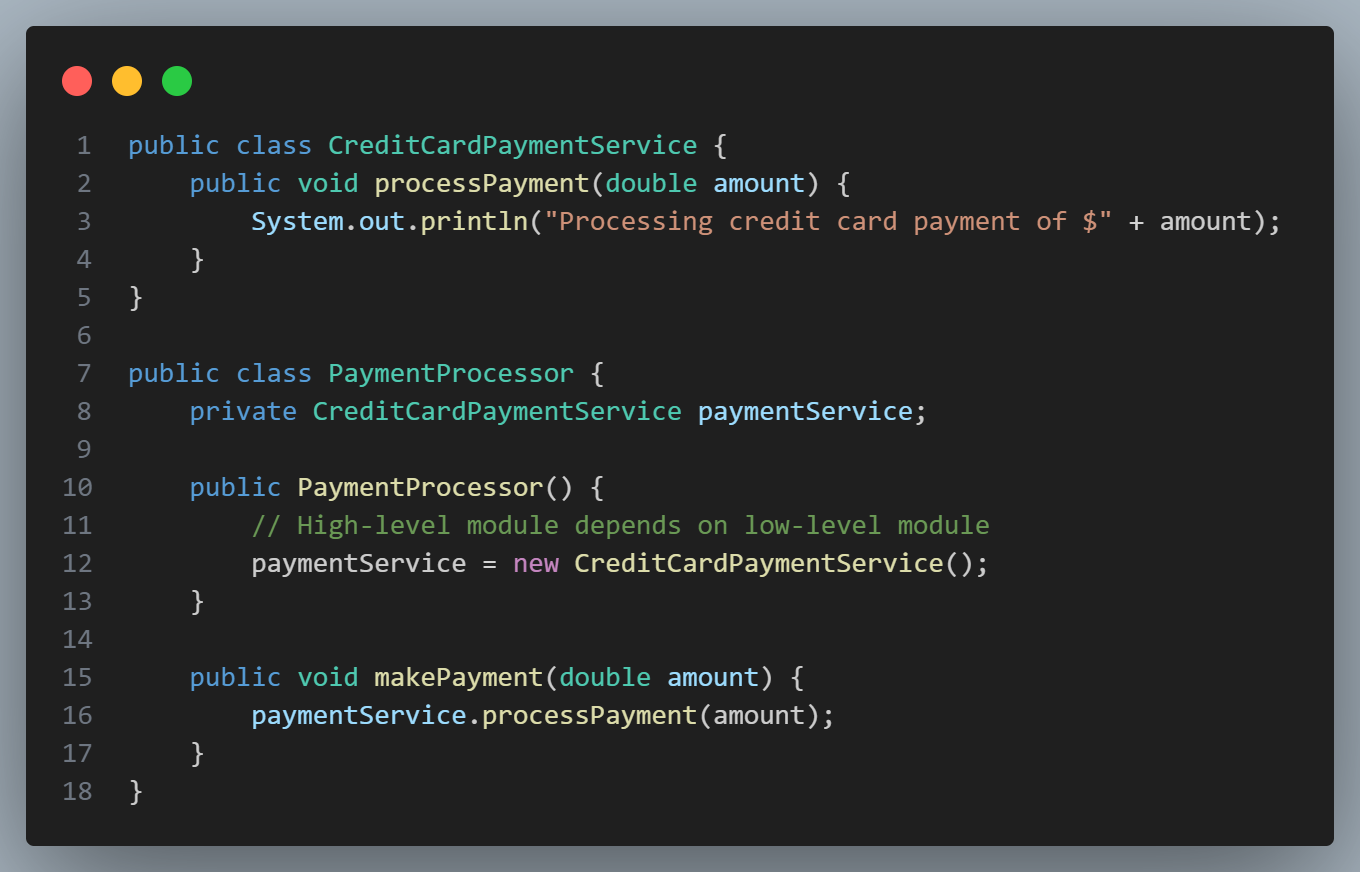 1 public class CreditCardPaymentService {
2     public void processPayment(double amount) {
3         System.out.println("Processing credit card payment of $" + amount);
4     }
5 }
6
7 public class PaymentProcessor {
8     private CreditCardPaymentService paymentService;
9
10     public PaymentProcessor() {
11         // High-level module depends on low-level module
12         paymentService = new CreditCardPaymentService();
13     }
14
15     public void makePayment(double amount) {
16         paymentService.processPayment(amount);
17     }
18 }